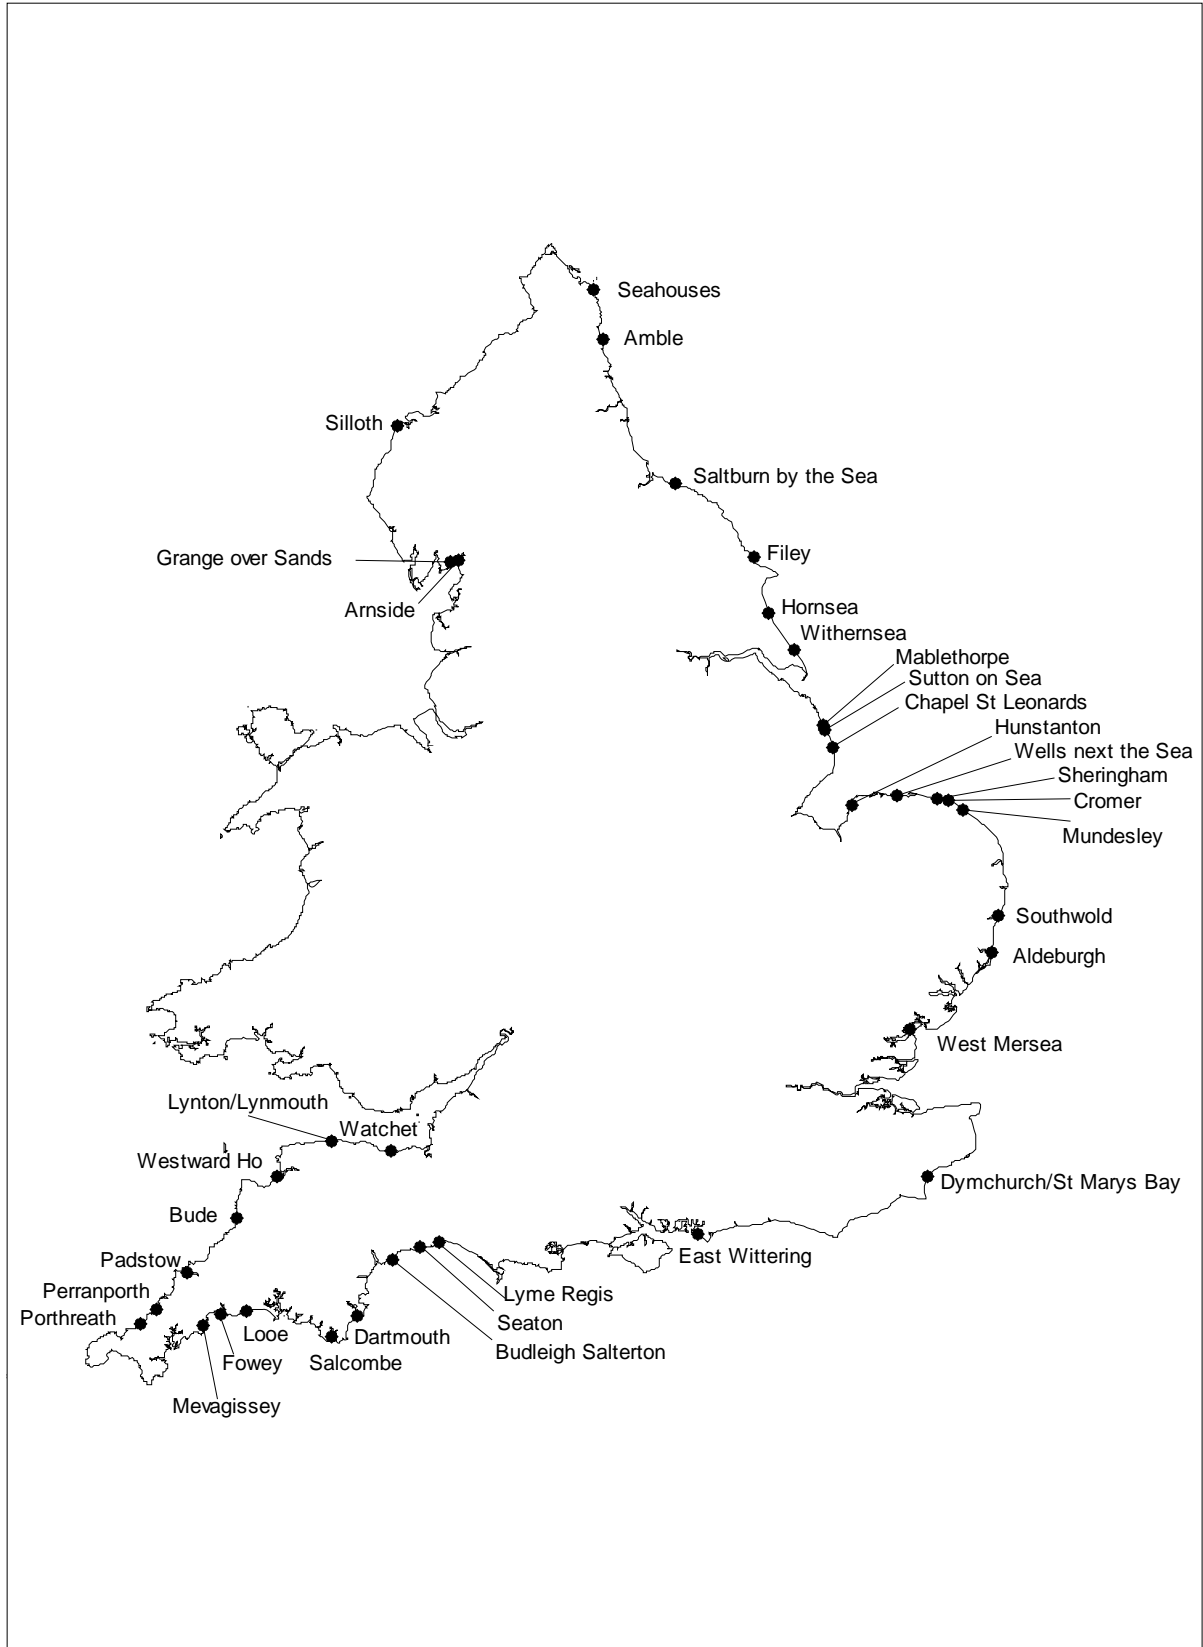 Seahouses
Amble
Silloth
Saltburn by the Sea
Filey
Grange over Sands
Arnside
Hornsea
Withernsea
Mablethorpe
Sutton on Sea
Chapel St Leonards
Hunstanton
Wells next the Sea
Sheringham
Cromer
Mundesley
Southwold
Aldeburgh
West Mersea
Lynton/Lynmouth
Watchet
Westward Ho
Dymchurch/St Marys Bay
Bude
East Wittering
Padstow
Perranporth
Lyme Regis
Porthreath
Seaton
Looe
Dartmouth
Budleigh Salterton
Fowey
Salcombe
Mevagissey